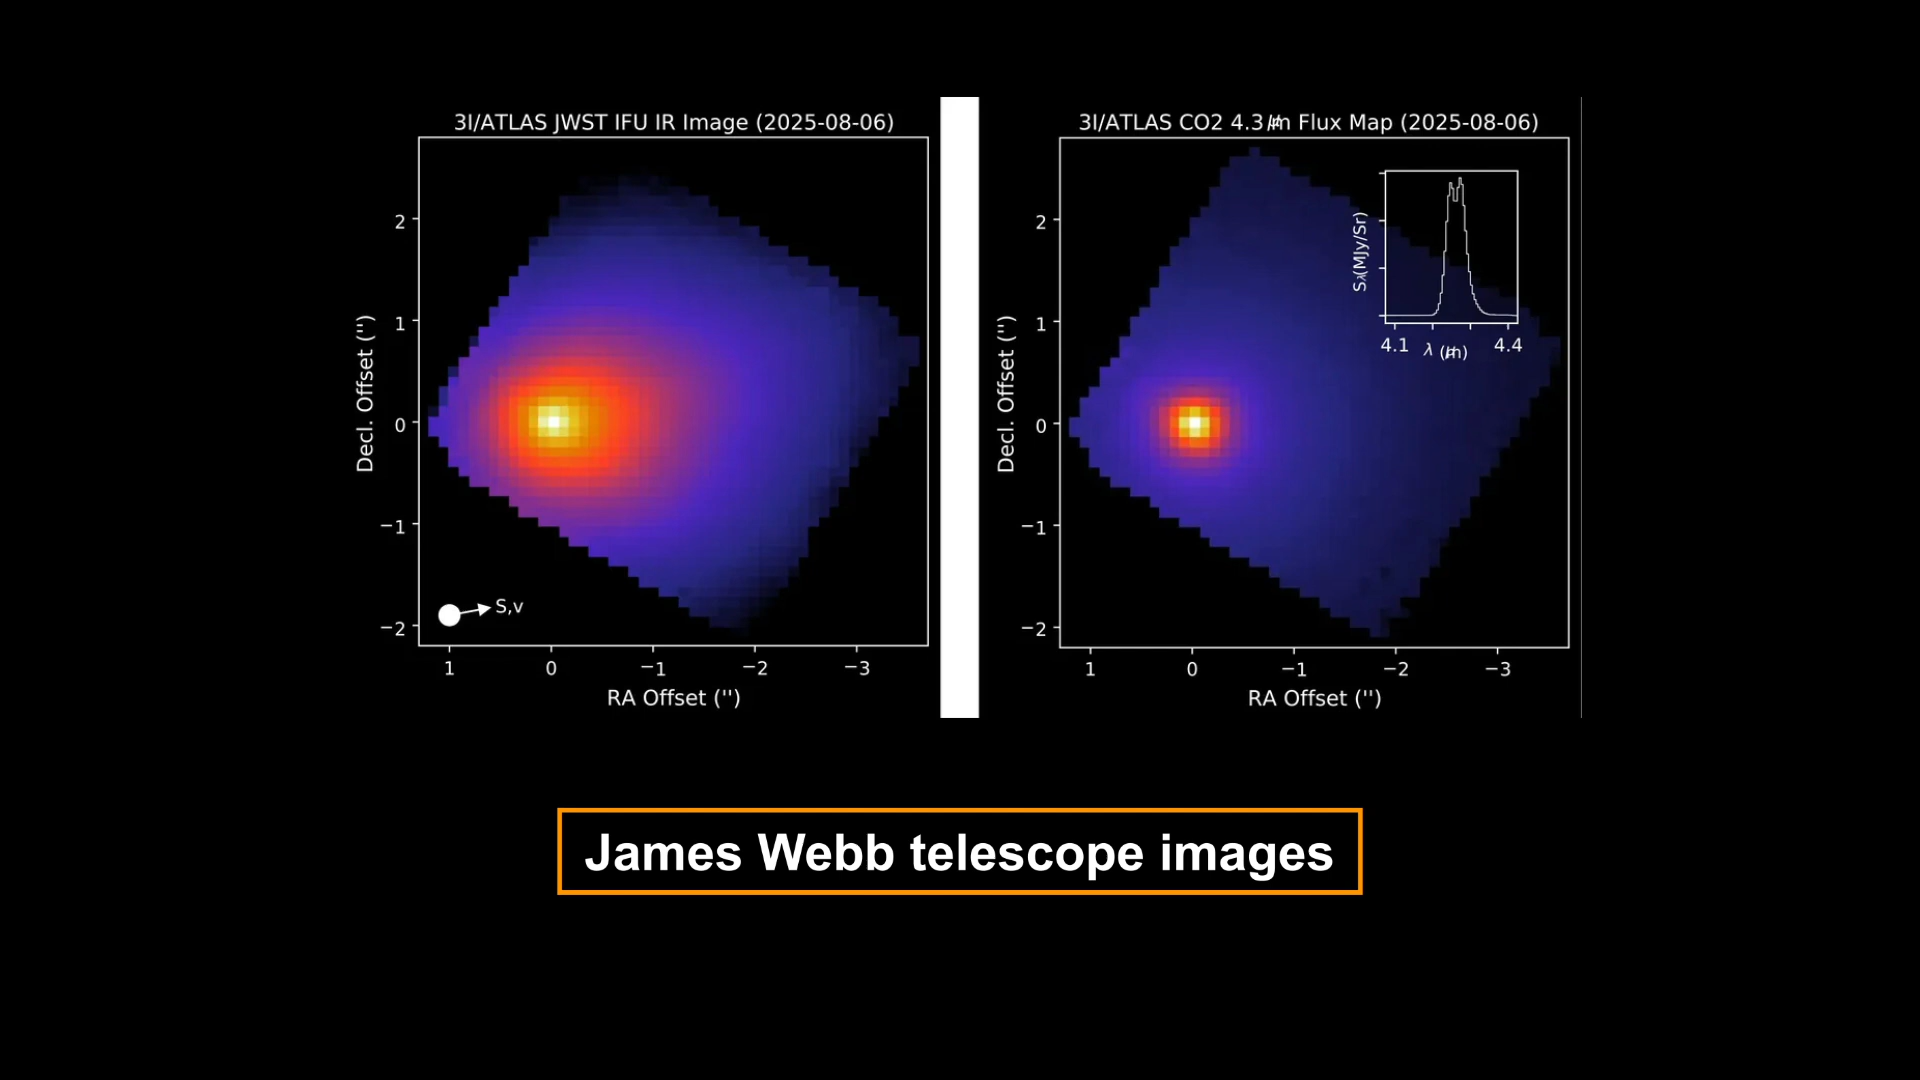 3I/ATLAS JWST IFU IR Image (2025-08-06)
Decl. Offset ('')
2
1
0
−1
−2
S,v
1
0
−1
−2
−3
RA Offset ('')
3I/ATLAS CO2 4.3 μm Flux Map (2025-08-06)
Decl. Offset ('')
2
1
0
−1
−2
Sλ(MJy/Sr)
4.1
λ (μm)
4.4
1
0
−1
−2
−3
RA Offset ('')
James Webb telescope images